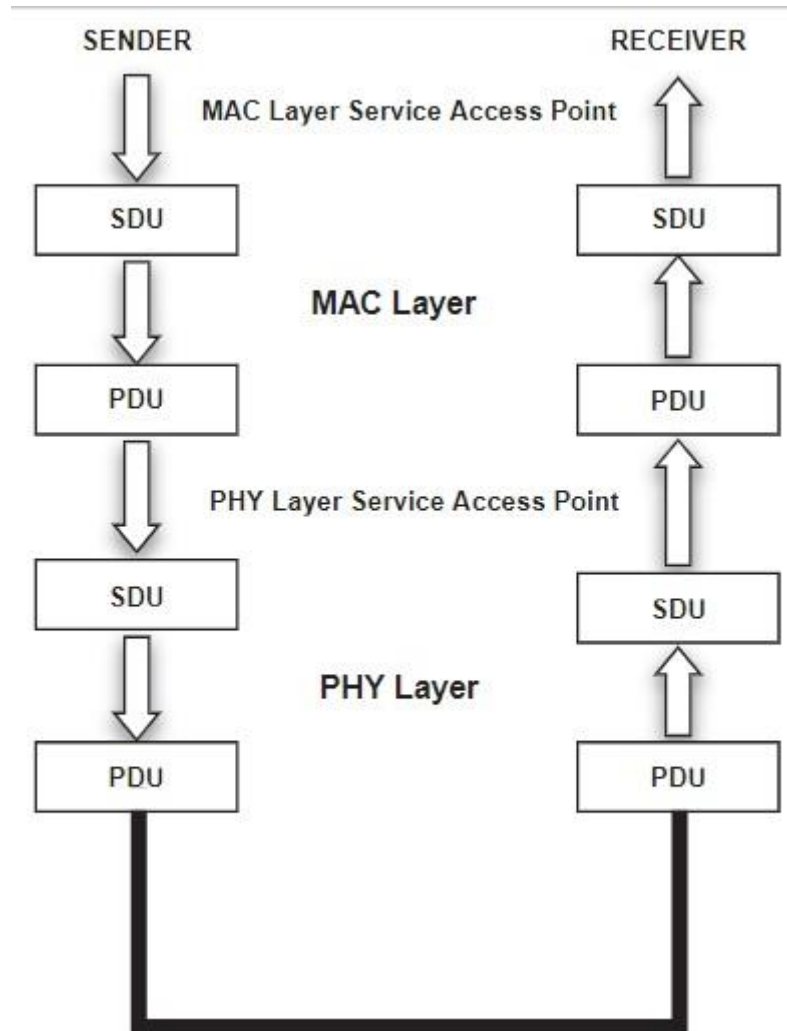 SENDER
RECEIVER
MAC Layer Service Access Point
SDU
SDU
MAC Layer
PDU
PDU
PHY Layer Service Access Point
SDU
SDU
PHY Layer
PDU
PDU